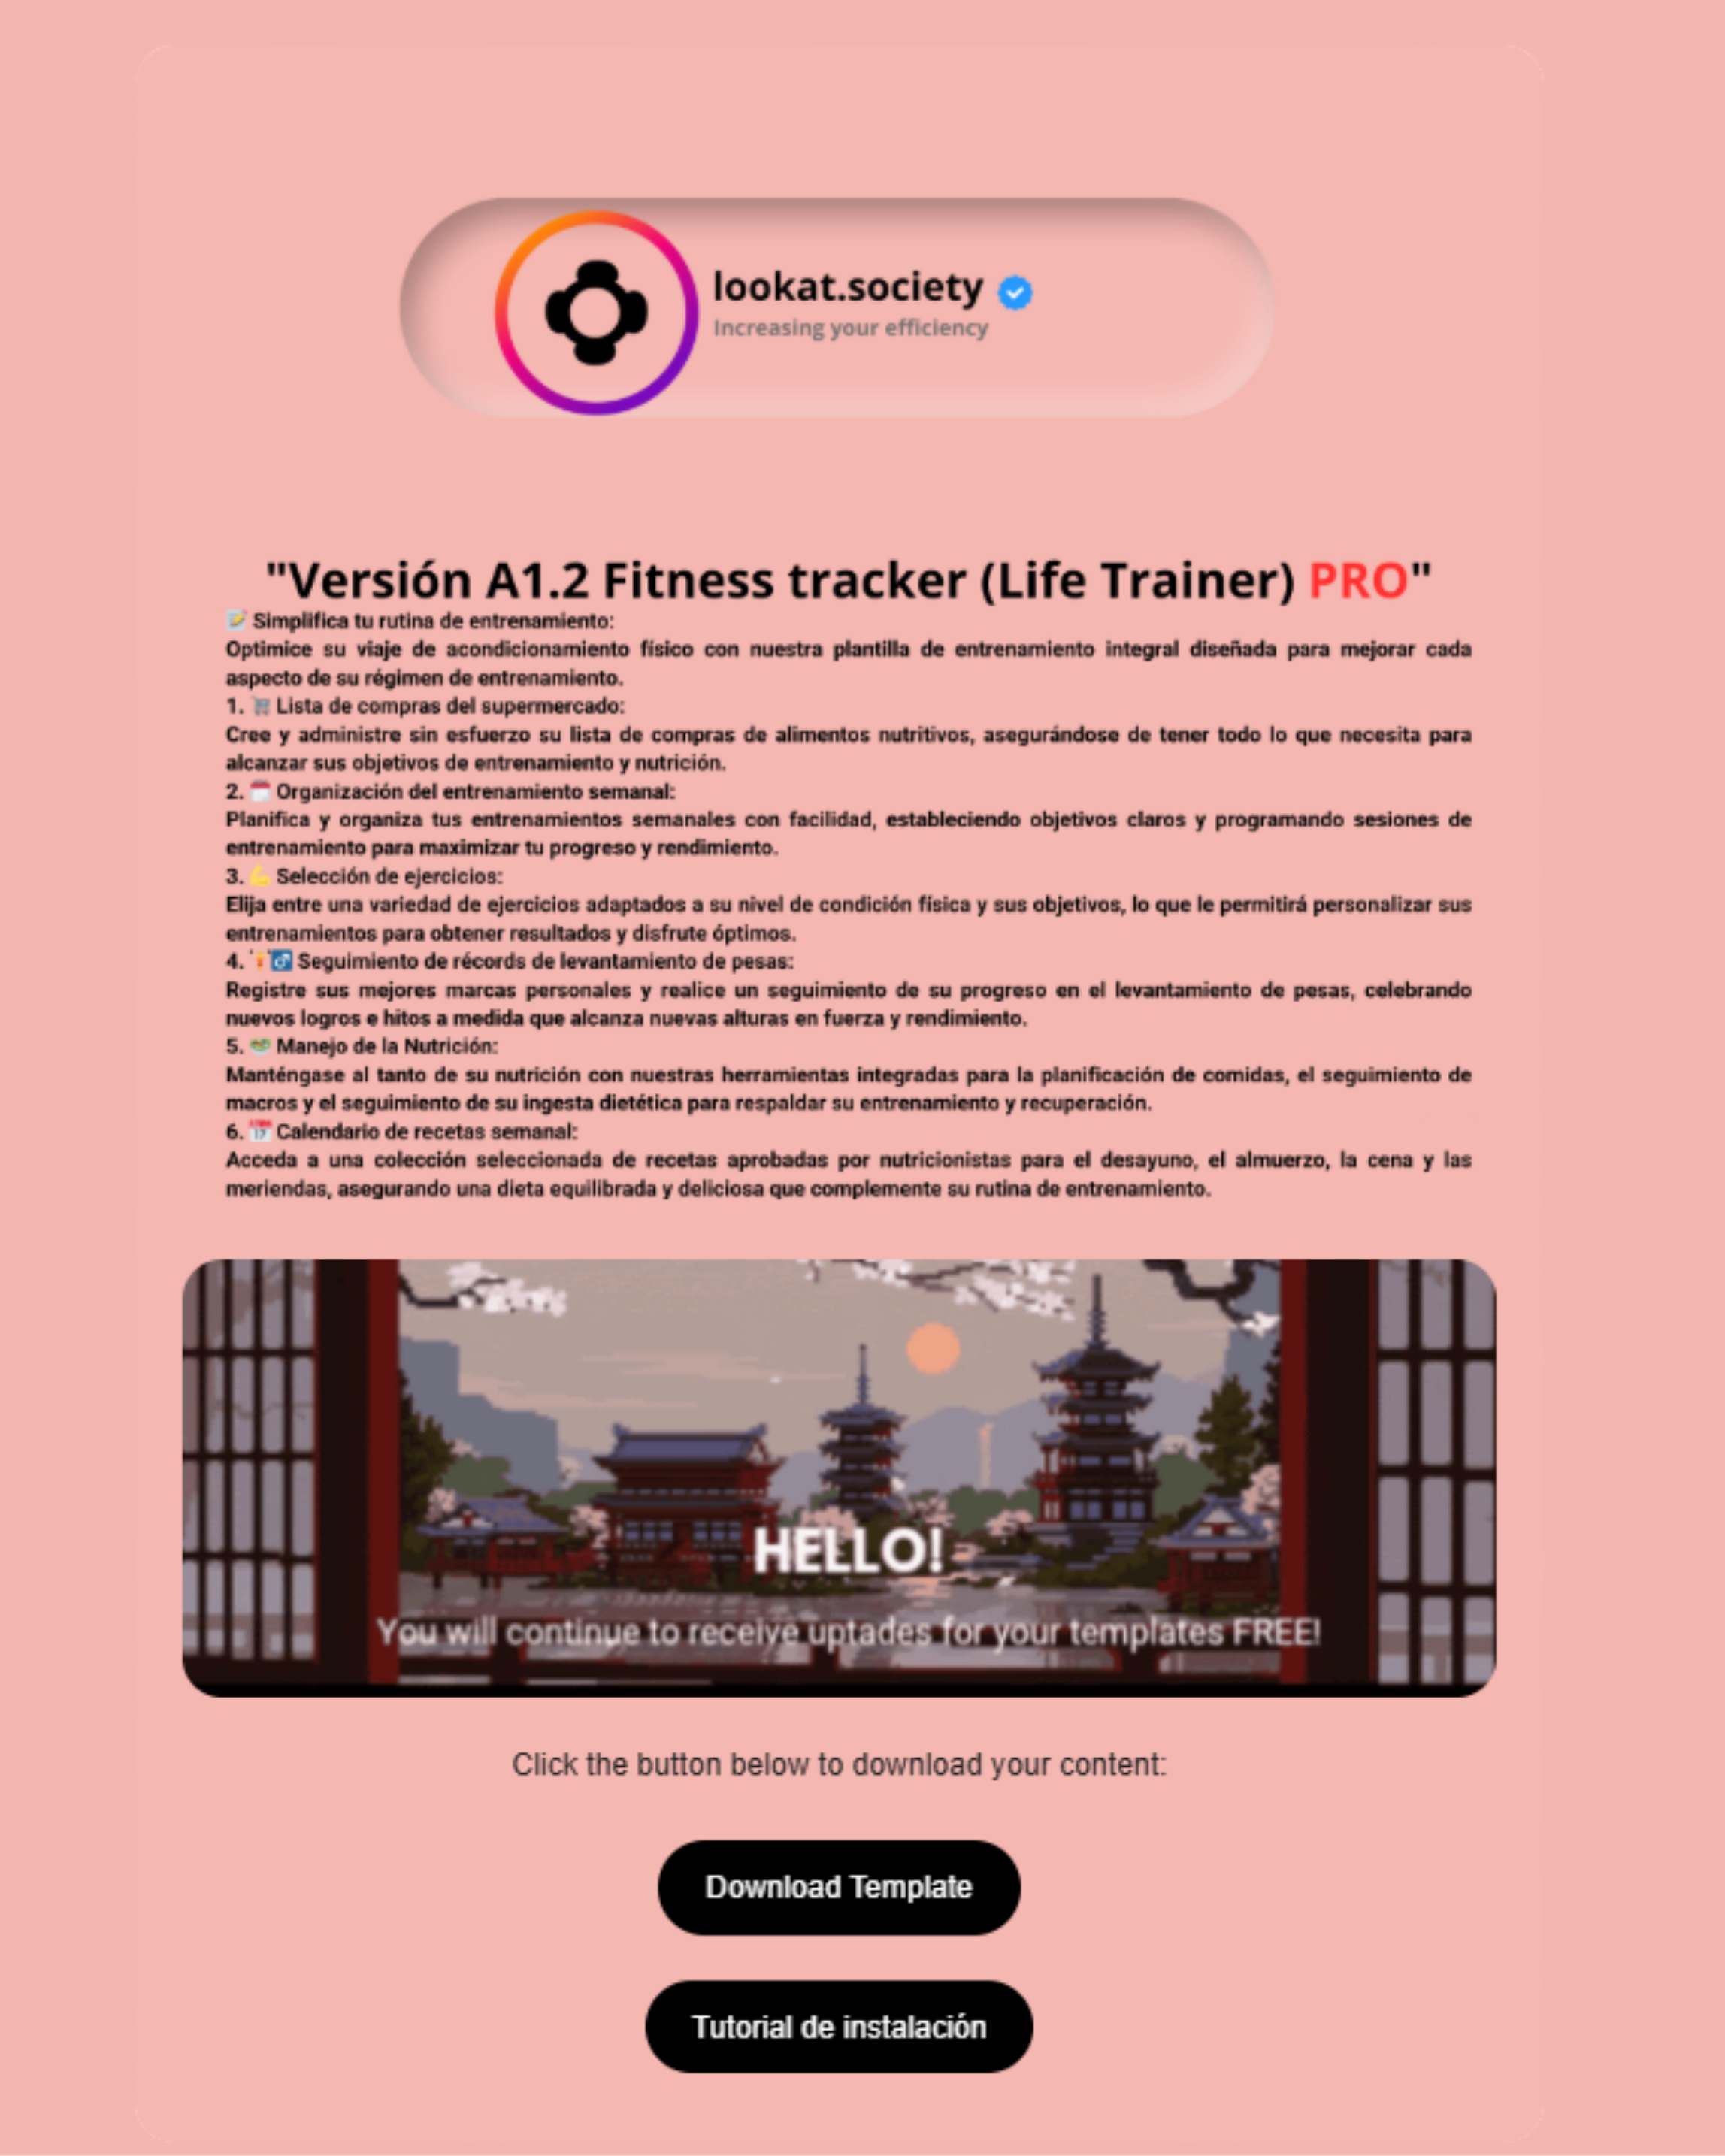 lookat.society
Increasing your efficiency
"Versión A1.2 Fitness tracker (Life Trainer) PRO"
📝 Simplifica tu rutina de entrenamiento:
Optimice su viaje de acondicionamiento físico con nuestra plantilla de entrenamiento integral diseñada para mejorar cada
aspecto de su régimen de entrenamiento.
1. 🛒 Lista de compras del supermercado:
Cree y administre sin esfuerzo su lista de compras de alimentos nutritivos, asegurándose de tener todo lo que necesita para
alcanzar sus objetivos de entrenamiento y nutrición.
2. 🗓 Organización del entrenamiento semanal:
Planifica y organiza tus entrenamientos semanales con facilidad, estableciendo objetivos claros y programando sesiones de
entrenamiento para maximizar tu progreso y rendimiento.
3. 💪 Selección de ejercicios:
Elija entre una variedad de ejercicios adaptados a su nivel de condición física y sus objetivos, lo que le permitirá personalizar sus
entrenamientos para obtener resultados y disfrute óptimos.
4. 🏋️♂️ Seguimiento de récords de levantamiento de pesas:
Registre sus mejores marcas personales y realice un seguimiento de su progreso en el levantamiento de pesas, celebrando
nuevos logros e hitos a medida que alcanza nuevas alturas en fuerza y rendimiento.
5. 🥗 Manejo de la Nutrición:
Manténgase al tanto de su nutrición con nuestras herramientas integradas para la planificación de comidas, el seguimiento de
macros y el seguimiento de su ingesta dietética para respaldar su entrenamiento y recuperación.
6. 📅 Calendario de recetas semanal:
Acceda a una colección seleccionada de recetas aprobadas por nutricionistas para el desayuno, el almuerzo, la cena y las
meriendas, asegurando una dieta equilibrada y deliciosa que complemente su rutina de entrenamiento.
HELLO!
You will continue to receive uptades for your templates FREE!
Click the button below to download your content:
Download Template
Tutorial de instalación